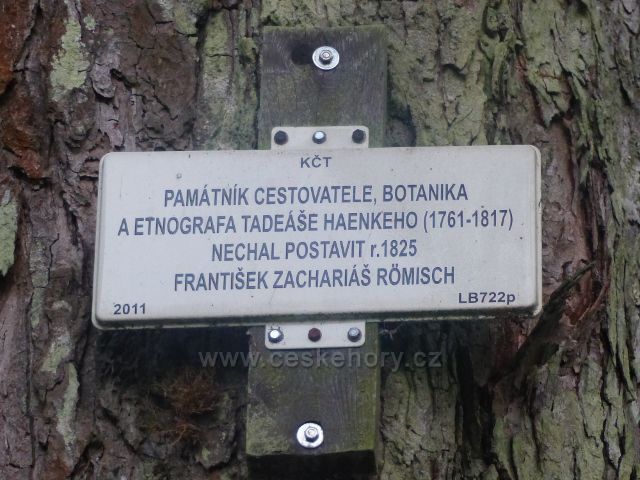 KČT
PAMÁTNÍK CESTOVATELE, BOTANIKA
A ETNOGRAFA TADEÁŠE HAENKEHO (1761-1817)
NECHAL POSTAVIT r.1825
FRANTIŠEK ZACHARIÁŠ RÖMISCH
2011 LB722p
www.ceskehory.cz